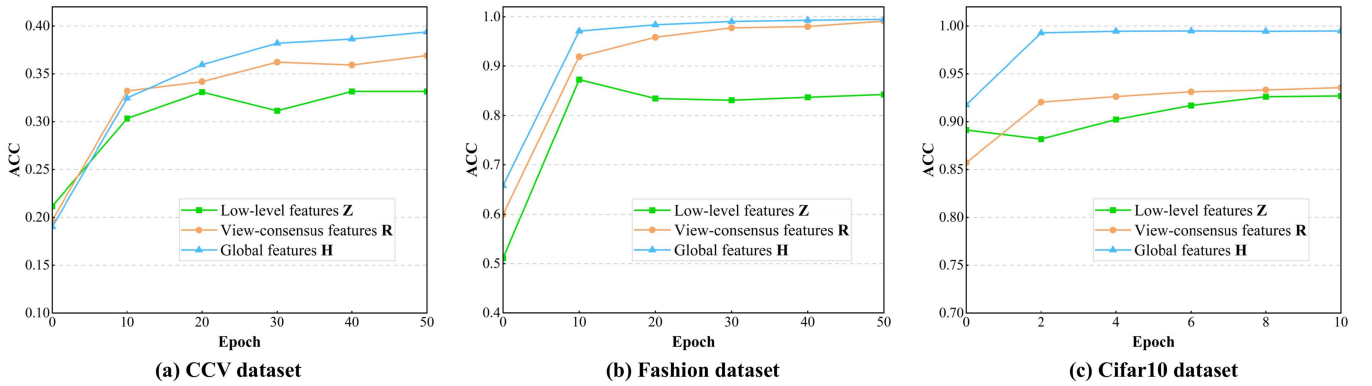 0.40
0.35
0.30
0.25
0.20
0.15
0.10
ACC
0 10 20 30 40 50
Epoch
Low-level features Z
View-consensus features R
Global features H
(a) CCV dataset
1.0
0.9
0.8
0.7
0.6
0.5
0.4
ACC
0 10 20 30 40 50
Epoch
Low-level features Z
View-consensus features R
Global features H
(b) Fashion dataset
1.00
0.95
0.90
0.85
0.80
0.75
0.70
ACC
0 2 4 6 8 10
Epoch
Low-level features Z
View-consensus features R
Global features H
(c) Cifar10 dataset